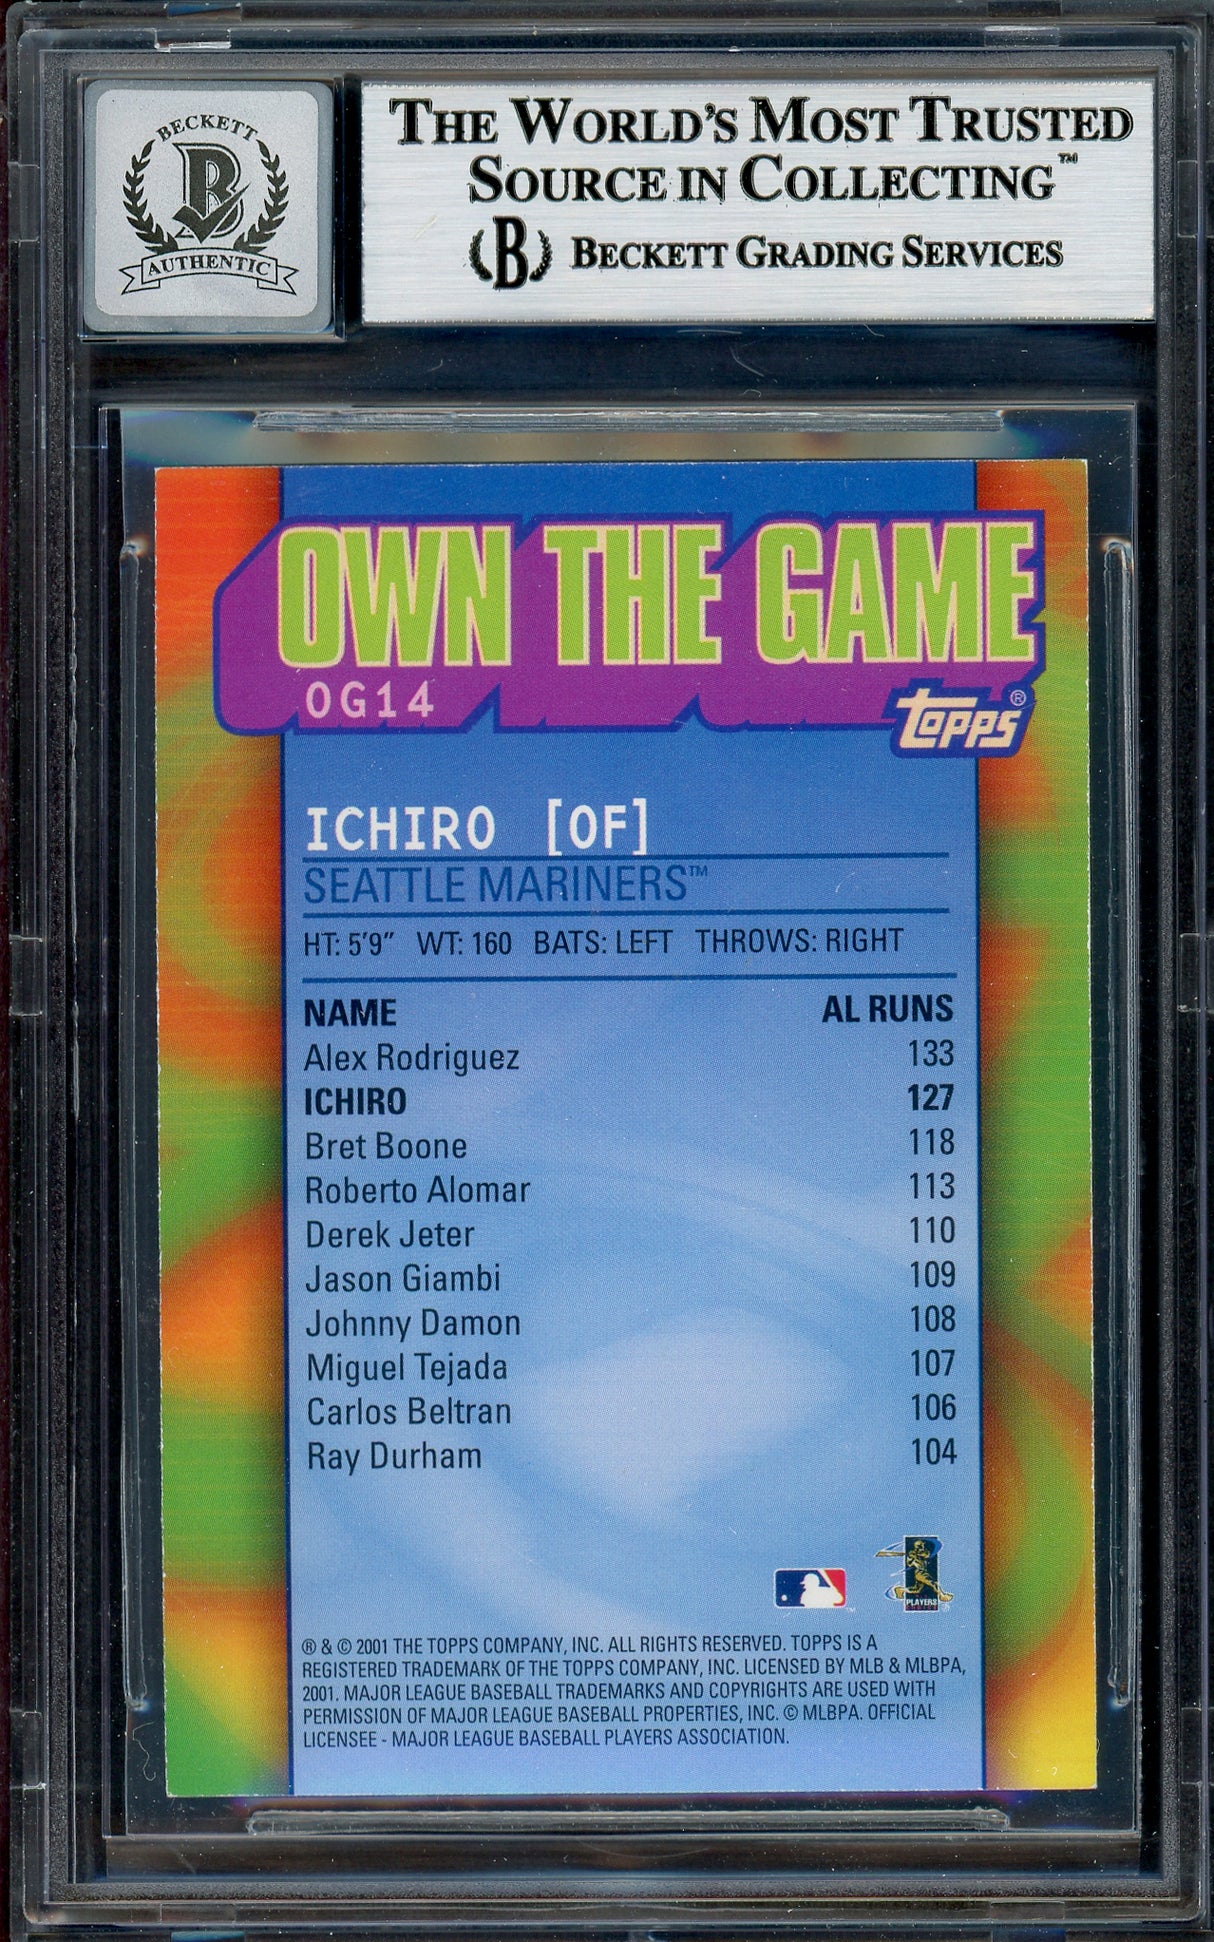 BECKETT
B
AUTHENTIC
THE WORLD'S MOST TRUSTED
SOURCE IN COLLECTING™
B BECKETT GRADING SERVICES
OWN THE GAME
OG14
TOPPS®
ICHIRO [OF]
SEATTLE MARINERS™
HT: 5'9" WT: 160 BATS: LEFT THROWS: RIGHT
NAME AL RUNS
Alex Rodriguez 133
ICHIRO 127
Bret Boone 118
Roberto Alomar 113
Derek Jeter 110
Jason Giambi 109
Johnny Damon 108
Miguel Tejada 107
Carlos Beltran 106
Ray Durham 104
PLAYERS
CHOICE ®
® & © 2001 THE TOPPS COMPANY, INC. ALL RIGHTS RESERVED. TOPPS IS A
REGISTERED TRADEMARK OF THE TOPPS COMPANY, INC. LICENSED BY MLB & MLBPA,
2001. MAJOR LEAGUE BASEBALL TRADEMARKS AND COPYRIGHTS ARE USED WITH
PERMISSION OF MAJOR LEAGUE BASEBALL PROPERTIES, INC. © MLBPA. OFFICIAL
LICENSEE - MAJOR LEAGUE BASEBALL PLAYERS ASSOCIATION.